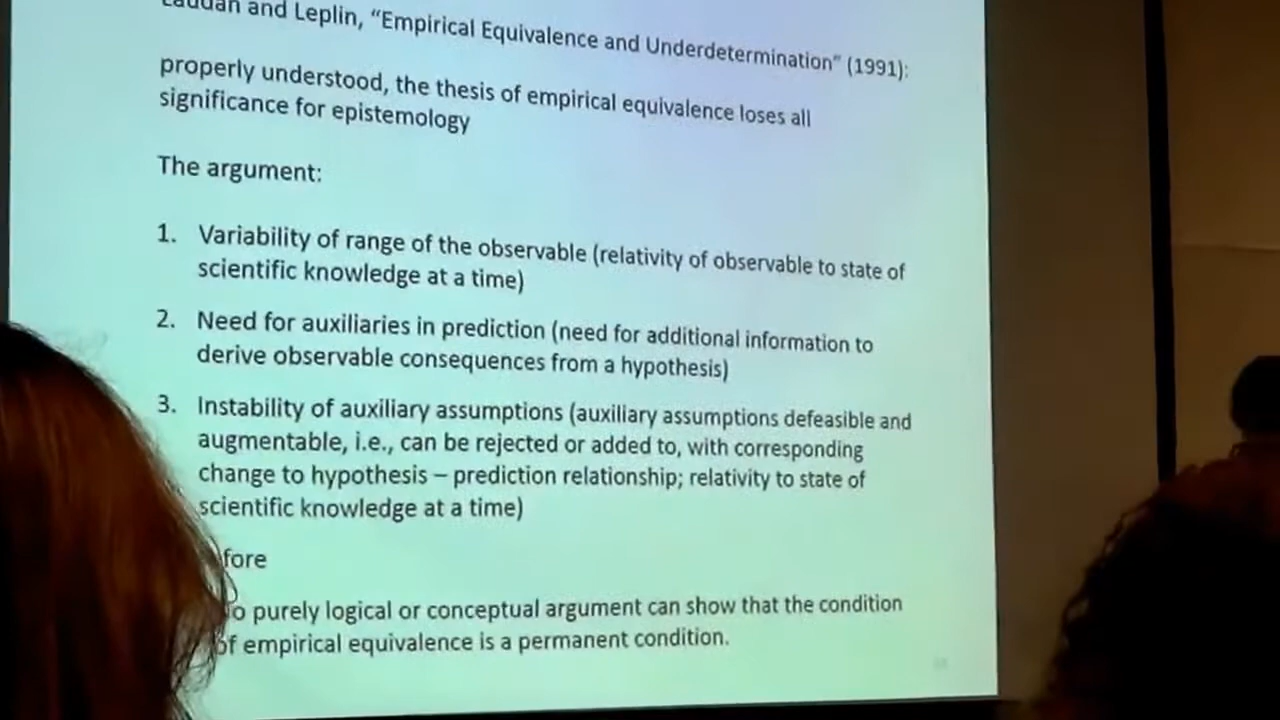 Laudan and Leplin, “Empirical Equivalence and Underdetermination” (1991):
properly understood, the thesis of empirical equivalence loses all
significance for epistemology
The argument:
1. Variability of range of the observable (relativity of observable to state of
scientific knowledge at a time)
2. Need for auxiliaries in prediction (need for additional information to
derive observable consequences from a hypothesis)
3. Instability of auxiliary assumptions (auxiliary assumptions defeasible and
augmentable, i.e., can be rejected or added to, with corresponding
change to hypothesis – prediction relationship; relativity to state of
scientific knowledge at a time)
fore
o purely logical or conceptual argument can show that the condition
of empirical equivalence is a permanent condition.